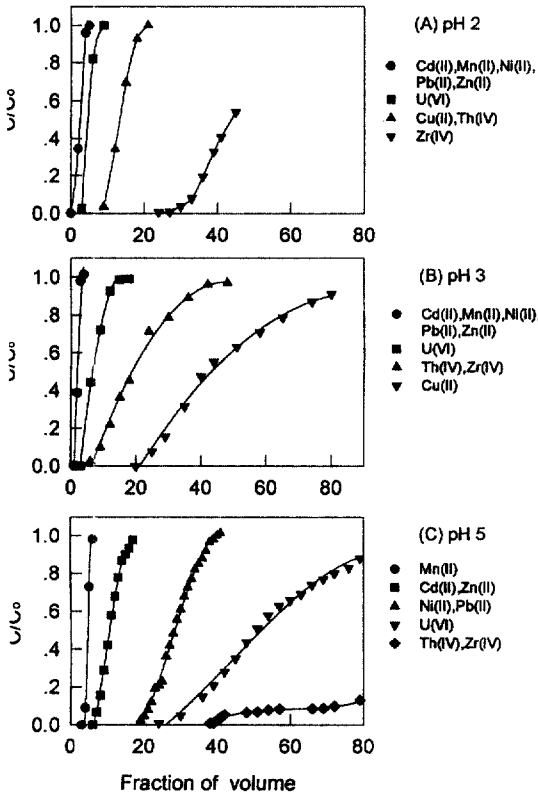 (A) pH 2
C/C₀
1.0
.8
.6
.4
.2
0.0
0 20 40 60 80
Cd(II),Mn(II),Ni(II),
Pb(II),Zn(II)
U(VI)
Cu(II),Th(IV)
Zr(IV)
(B) pH 3
C/C₀
1.0
.8
.6
.4
.2
0.0
0 20 40 60 80
Cd(II),Mn(II),Ni(II),
Pb(II),Zn(II)
U(VI)
Th(IV),Zr(IV)
Cu(II)
(C) pH 5
C/C₀
1.0
.8
.6
.4
.2
0.0
0 20 40 60 80
Mn(II)
Cd(II),Zn(II)
Ni(II),Pb(II)
U(VI)
Th(IV),Zr(IV)
Fraction of volume